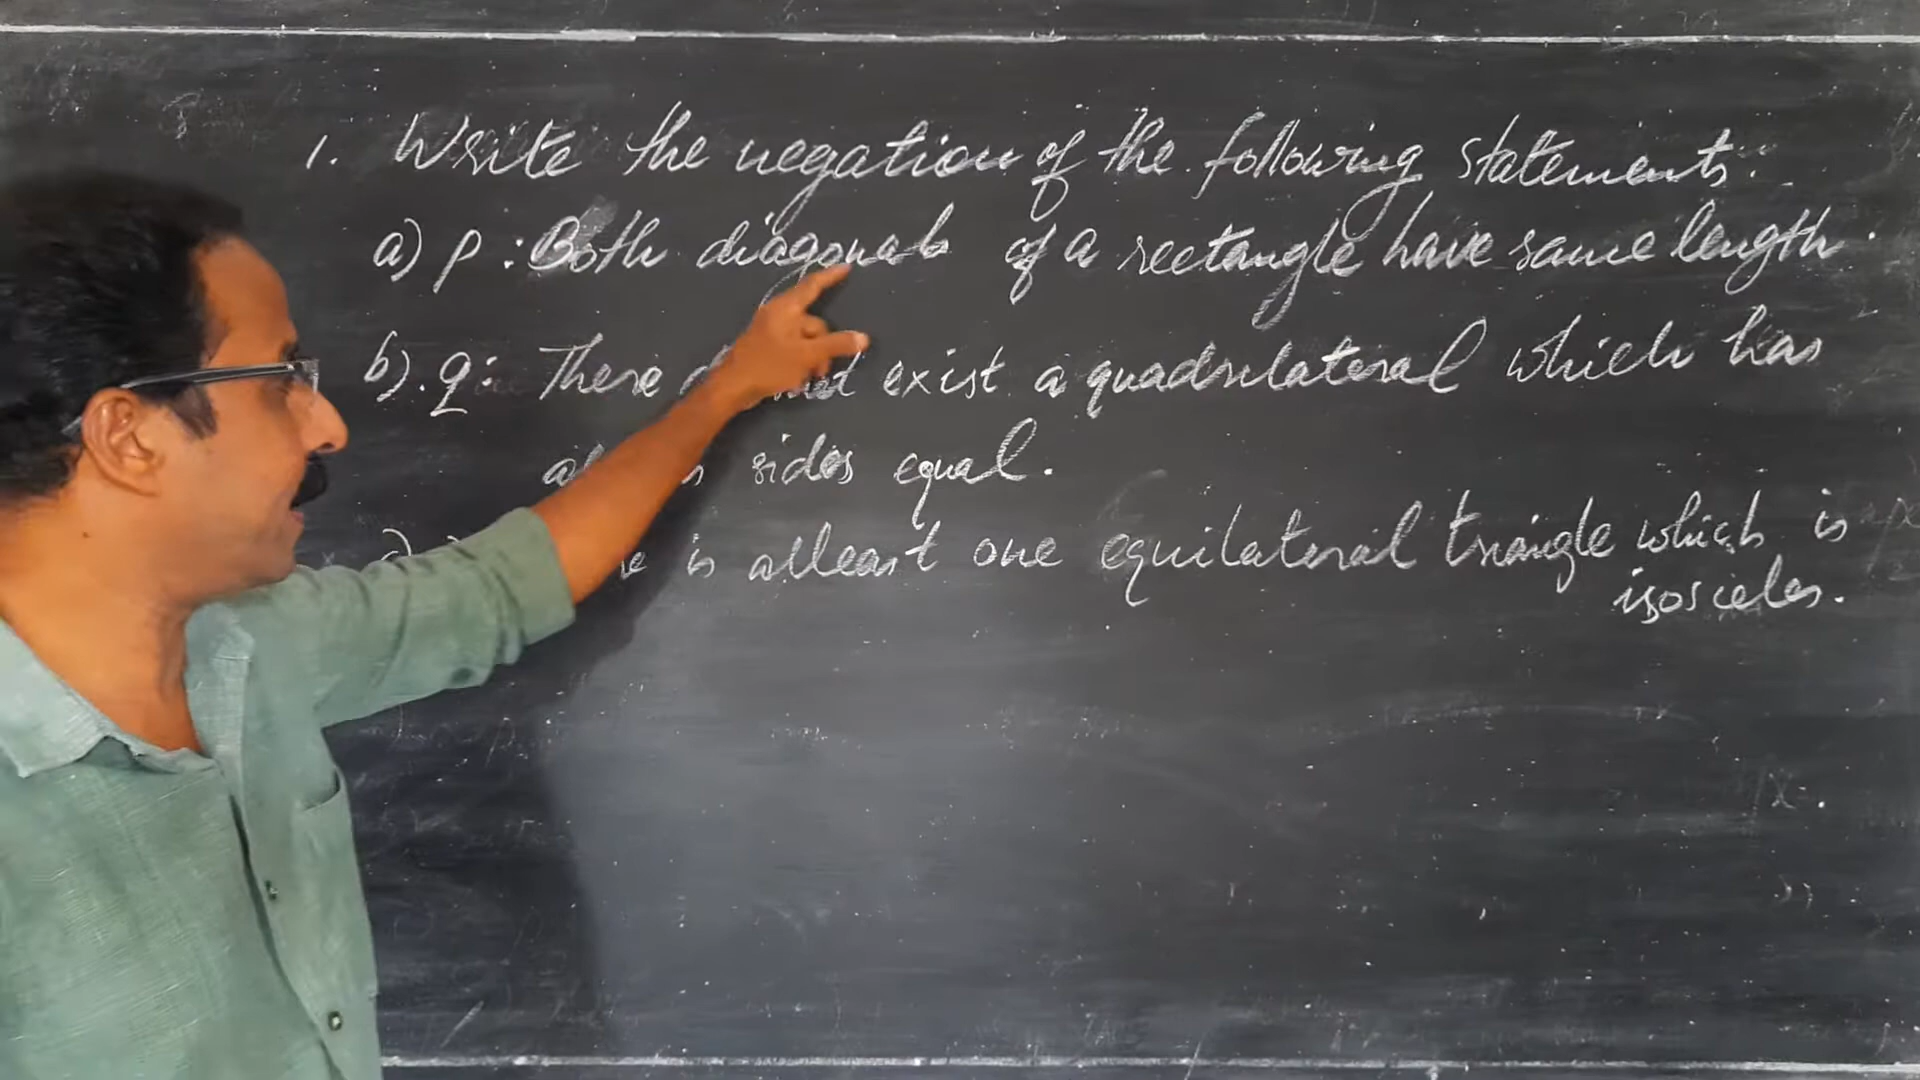 1. Write the negation of the following statements:
a) p: Both diagonals of a rectangle have same length.
b). q: There exist a quadrilateral which has
sides equal.
is atleast one equilateral triangle which is
isosceles.